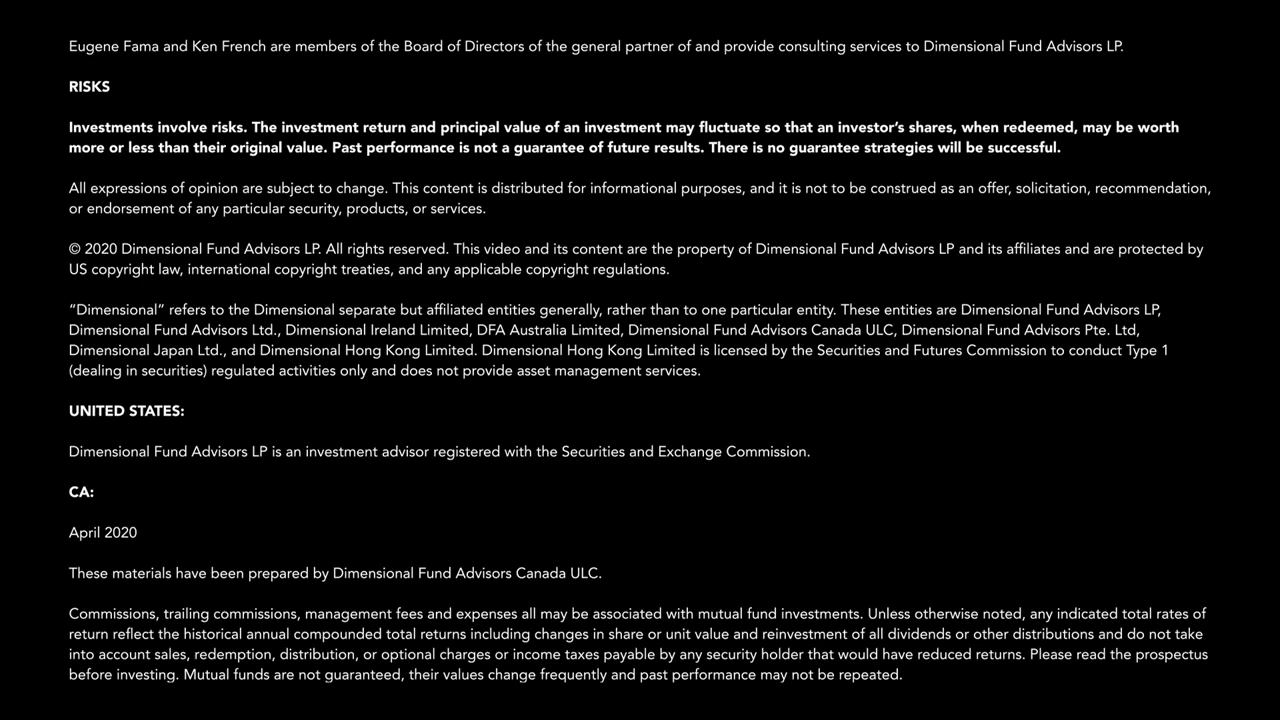 Eugene Fama and Ken French are members of the Board of Directors of the general partner of and provide consulting services to Dimensional Fund Advisors LP.
RISKS
Investments involve risks. The investment return and principal value of an investment may fluctuate so that an investor’s shares, when redeemed, may be worth
more or less than their original value. Past performance is not a guarantee of future results. There is no guarantee strategies will be successful.
All expressions of opinion are subject to change. This content is distributed for informational purposes, and it is not to be construed as an offer, solicitation, recommendation,
or endorsement of any particular security, products, or services.
© 2020 Dimensional Fund Advisors LP. All rights reserved. This video and its content are the property of Dimensional Fund Advisors LP and its affiliates and are protected by
US copyright law, international copyright treaties, and any applicable copyright regulations.
“Dimensional” refers to the Dimensional separate but affiliated entities generally, rather than to one particular entity. These entities are Dimensional Fund Advisors LP,
Dimensional Fund Advisors Ltd., Dimensional Ireland Limited, DFA Australia Limited, Dimensional Fund Advisors Canada ULC, Dimensional Fund Advisors Pte. Ltd,
Dimensional Japan Ltd., and Dimensional Hong Kong Limited. Dimensional Hong Kong Limited is licensed by the Securities and Futures Commission to conduct Type 1
(dealing in securities) regulated activities only and does not provide asset management services.
UNITED STATES:
Dimensional Fund Advisors LP is an investment advisor registered with the Securities and Exchange Commission.
CA:
April 2020
These materials have been prepared by Dimensional Fund Advisors Canada ULC.
Commissions, trailing commissions, management fees and expenses all may be associated with mutual fund investments. Unless otherwise noted, any indicated total rates of
return reflect the historical annual compounded total returns including changes in share or unit value and reinvestment of all dividends or other distributions and do not take
into account sales, redemption, distribution, or optional charges or income taxes payable by any security holder that would have reduced returns. Please read the prospectus
before investing. Mutual funds are not guaranteed, their values change frequently and past performance may not be repeated.